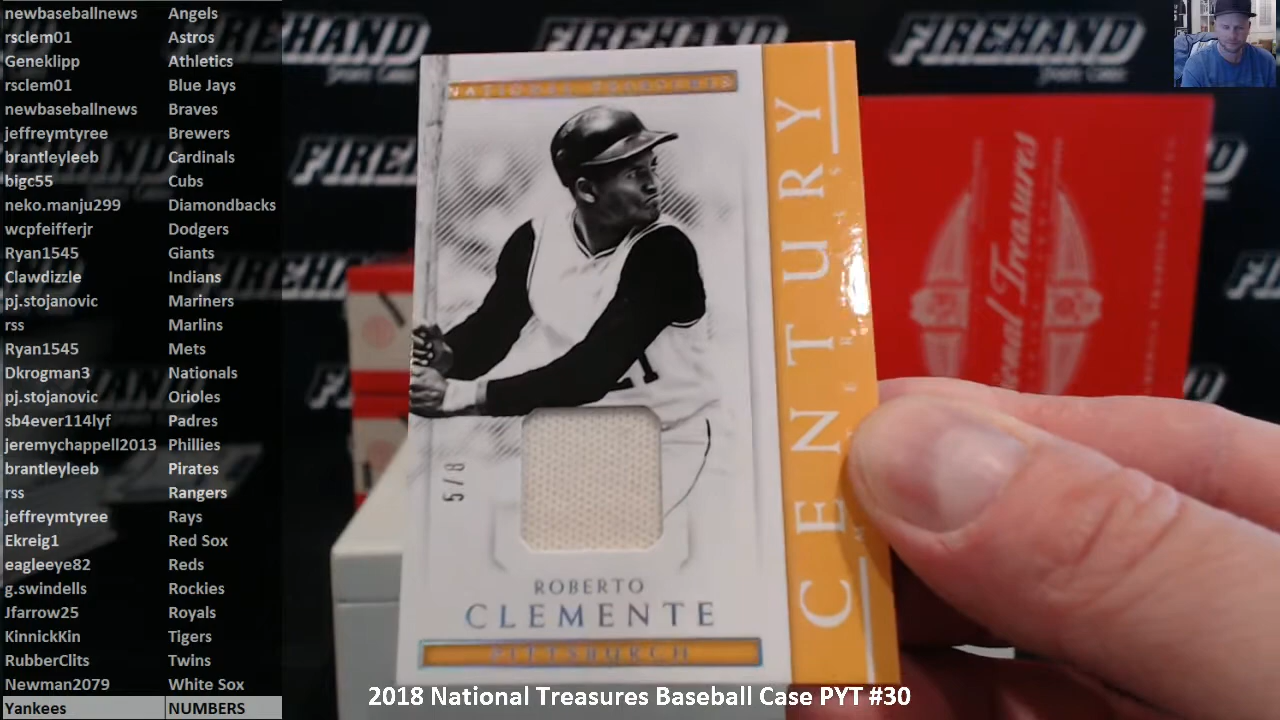 newbaseballnews Angels
rsclem01 Astros
Geneklipp Athletics
rsclem01 Blue Jays
newbaseballnews Braves
jeffreymtyree Brewers
brantleyleeb Cardinals
bigc55 Cubs
neko.manju299 Diamondbacks
wcpfeifferjr Dodgers
Ryan1545 Giants
Clawdizzle Indians
pj.stojanovic Mariners
rss Marlins
Ryan1545 Mets
Dkrogman3 Nationals
pj.stojanovic Orioles
sb4ever114lyf Padres
jeremychappell2013 Phillies
brantleyleeb Pirates
rss Rangers
jeffreymtyree Rays
Ekreig1 Red Sox
eagleeye82 Reds
g.swindells Rockies
Jfarrow25 Royals
KinnickKin Tigers
RubberClits Twins
Newman2079 White Sox
Yankees NUMBERS
FIREHAND
FIREHAND
FIREHAND
NATIONAL TREASURES
CENTURY
5/8
ROBERTO
CLEMENTE
PITTSBURGH
Treasures
2018 National Treasures Baseball Case PYT #30